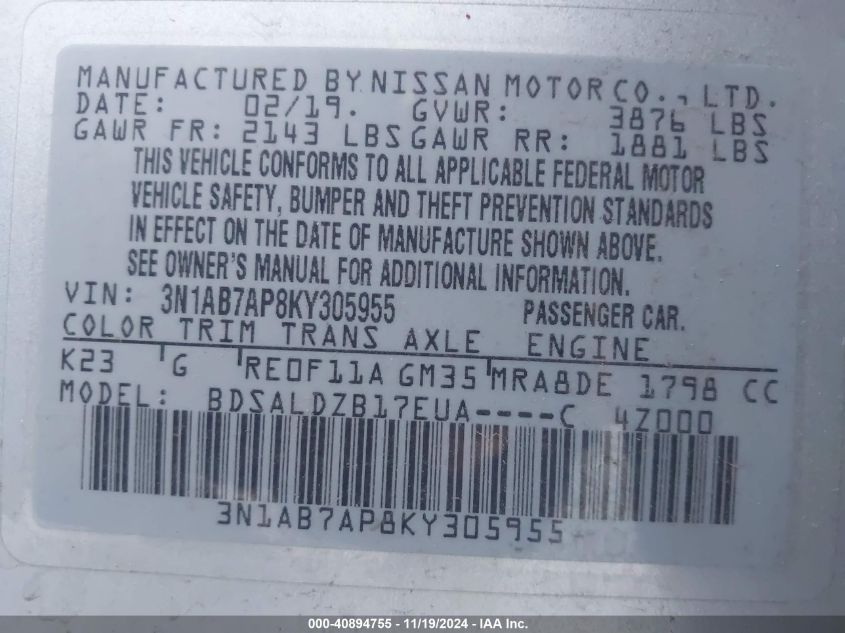 MANUFACTURED BY NISSAN MOTOR CO., LTD.
DATE: 02/19. GVWR: 3876 LBS
GAWR FR: 2143 LBS GAWR RR: 1881 LBS
THIS VEHICLE CONFORMS TO ALL APPLICABLE FEDERAL MOTOR
VEHICLE SAFETY, BUMPER AND THEFT PREVENTION STANDARDS
IN EFFECT ON THE DATE OF MANUFACTURE SHOWN ABOVE.
SEE OWNER'S MANUAL FOR ADDITIONAL INFORMATION.
VIN: 3N1AB7AP8KY305955 PASSENGER CAR.
COLOR TRIM TRANS AXLE ENGINE
K23 G RE0F11A GM35 MRA8DE 1798 CC
MODEL: BDSALDZB17EUA----C 4Z000
3N1AB7AP8KY305955
000-40894755 - 11/19/2024 - IAA Inc.